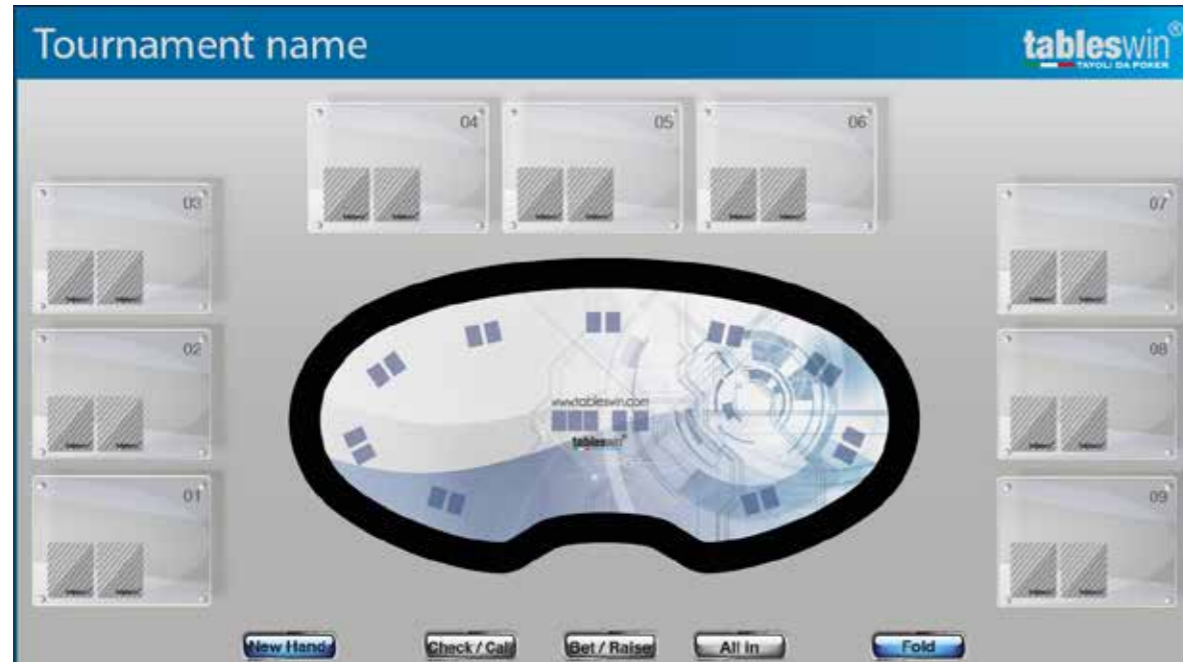 Tournament name
tableswin®
TAVOLI DA POKER
04
05
06
03
07
02
08
01
09
www.tableswin.com
tableswin®
New Hand
Check / Call
Bet / Raise
All in
Fold